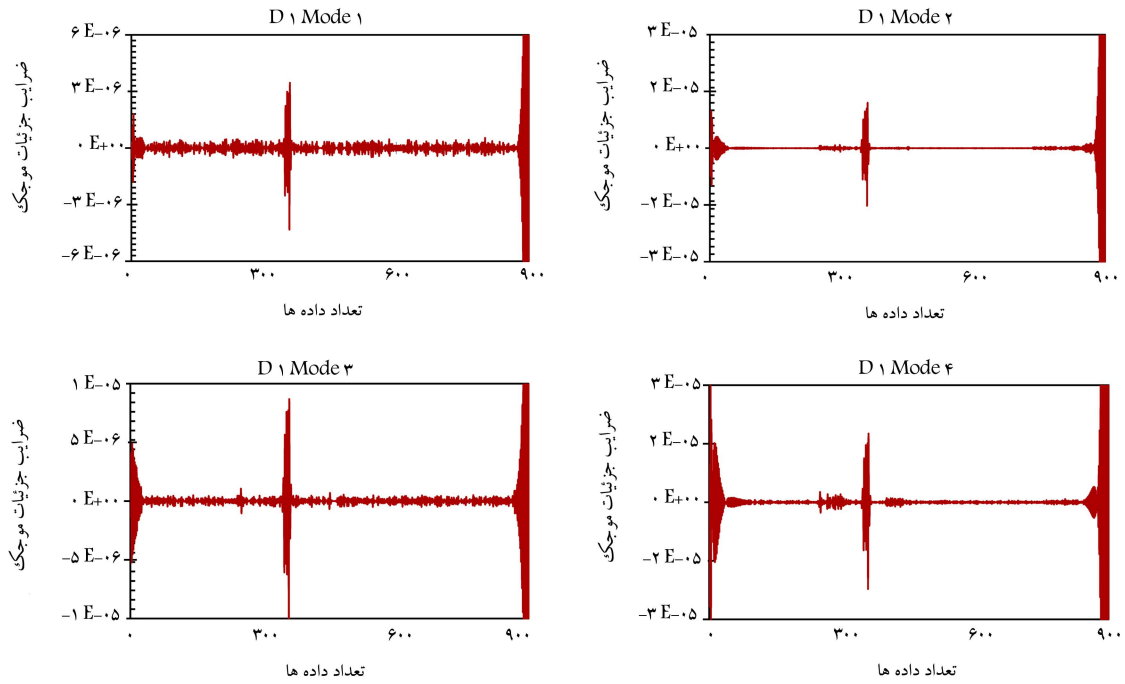 D ۱ Mode ۱
۶ E-۰۶
۳ E-۰۶
۰ E+۰۰
-۳ E-۰۶
-۶ E-۰۶
ضرایب جزئیات موجک
۰ ۳۰۰ ۶۰۰ ۹۰۰
تعداد داده ها
D ۱ Mode ۲
۳ E-۰۵
۲ E-۰۵
۰ E+۰۰
-۲ E-۰۵
-۳ E-۰۵
ضرایب جزئیات موجک
۰ ۳۰۰ ۶۰۰ ۹۰۰
تعداد داده ها
D ۱ Mode ۳
۱ E-۰۵
۵ E-۰۶
۰ E+۰۰
-۵ E-۰۶
-۱ E-۰۵
ضرایب جزئیات موجک
۰ ۳۰۰ ۶۰۰ ۹۰۰
تعداد داده ها
D ۱ Mode ۴
۳ E-۰۵
۲ E-۰۵
۰ E+۰۰
-۲ E-۰۵
-۳ E-۰۵
ضرایب جزئیات موجک
۰ ۳۰۰ ۶۰۰ ۹۰۰
تعداد داده ها